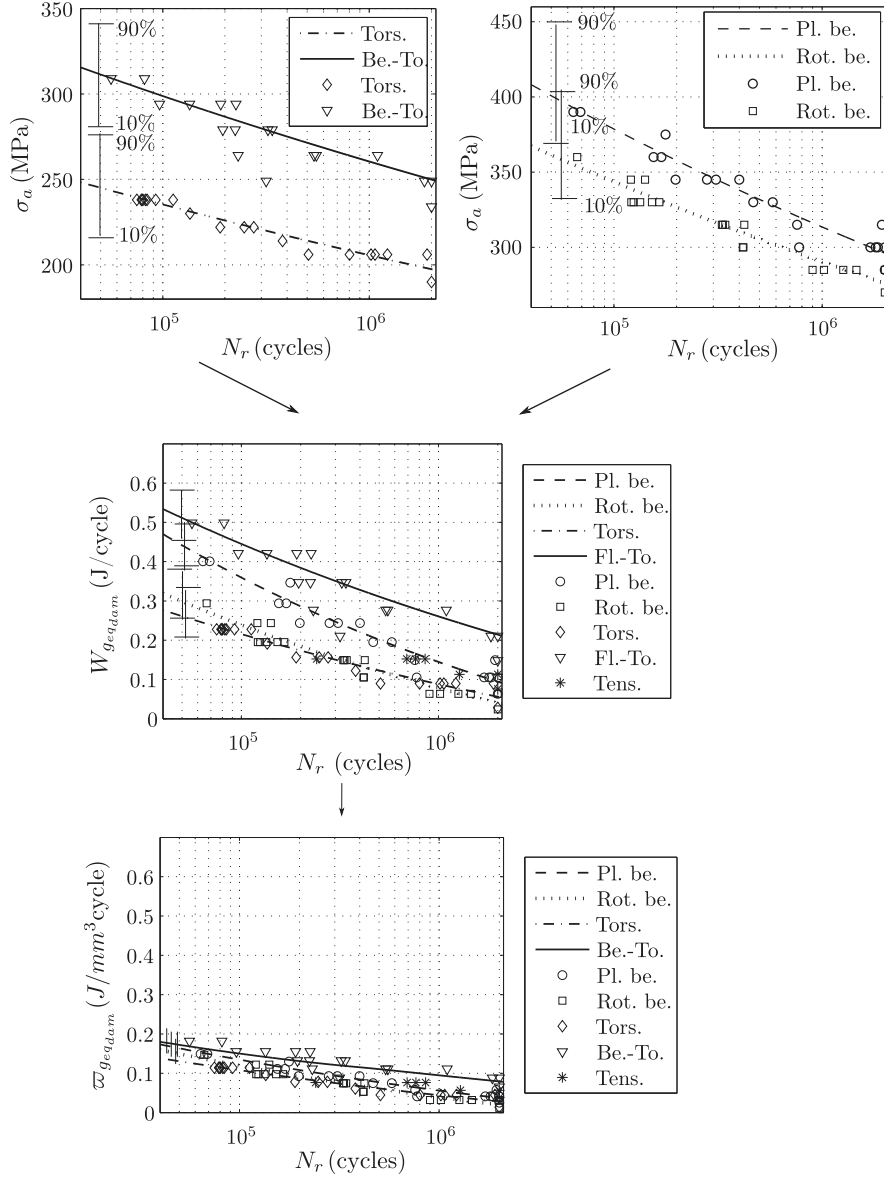 350
300
250
200
σa (MPa)
90%
10%
90%
10%
Tors.
Be.-To.
Tors.
Be.-To.
10^5
10^6
Nr (cycles)
450
400
350
300
σa (MPa)
90%
90%
10%
10%
Pl. be.
Rot. be.
Pl. be.
Rot. be.
10^5
10^6
Nr (cycles)
0.6
0.5
0.4
0.3
0.2
0.1
0
Wgeqdam (J/cycle)
10^5
10^6
Nr (cycles)
Pl. be.
Rot. be.
Tors.
Fl.-To.
Pl. be.
Rot. be.
Tors.
Fl.-To.
Tens.
0.6
0.5
0.4
0.3
0.2
0.1
0
ϖgeqdam (J/mm^3cycle)
10^5
10^6
Nr (cycles)
Pl. be.
Rot. be.
Tors.
Be.-To.
Pl. be.
Rot. be.
Tors.
Be.-To.
Tens.